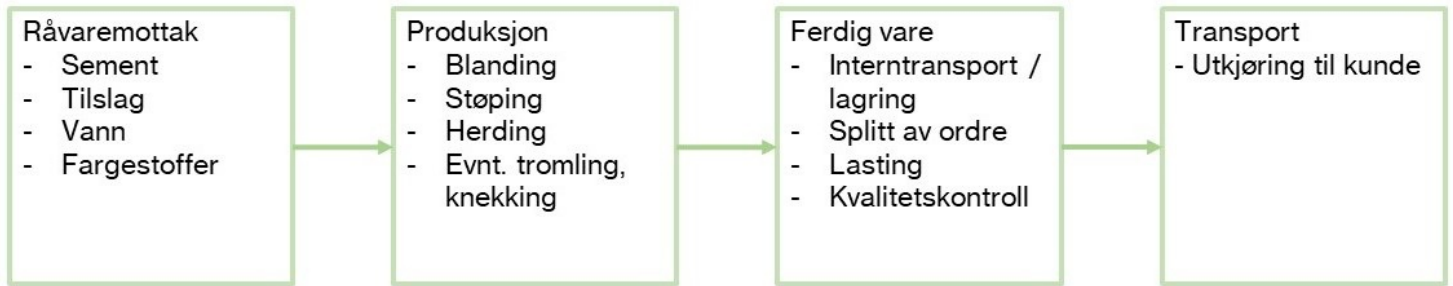 Råvaremottak
- Sement
- Tilslag
- Vann
- Fargestoffer
Produksjon
- Blanding
- Støping
- Herding
- Evnt. tromling,
knekking
Ferdig vare
- Interntransport /
lagring
- Splitt av ordre
- Lasting
- Kvalitetskontroll
Transport
- Utkjøring til kunde